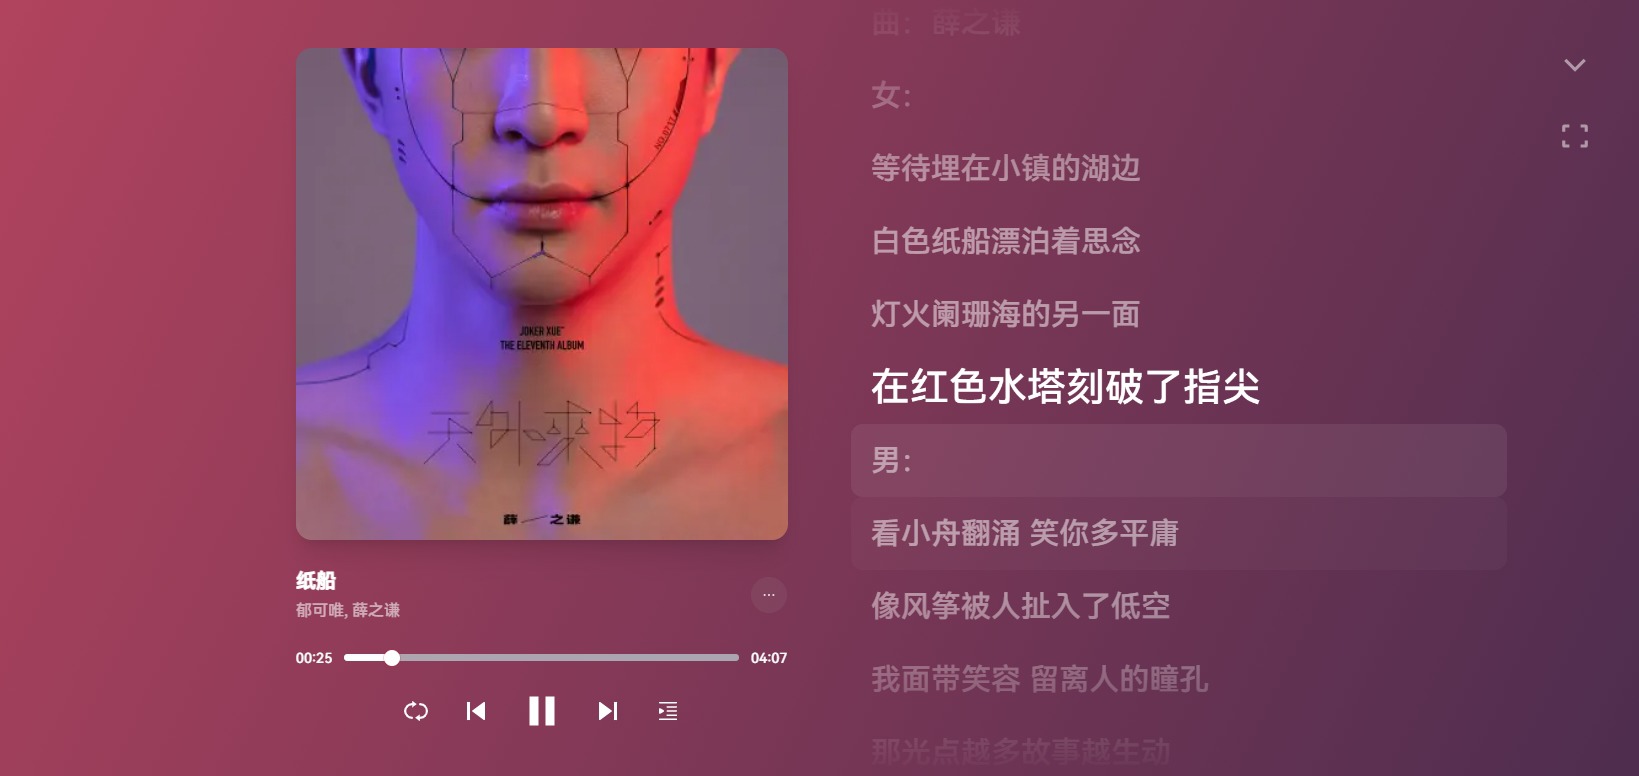 NO.0717
JOKER XUE™
THE ELEVENTH ALBUM
天外來物
薛之谦
纸船
郁可唯, 薛之谦
00:25
04:07
曲：薛之谦
女：
等待埋在小镇的湖边
白色纸船漂泊着思念
灯火阑珊海的另一面
在红色水塔刻破了指尖
男：
看小舟翻涌 笑你多平庸
像风筝被人扯入了低空
我面带笑容 留离人的瞳孔
那光点越多故事越生动